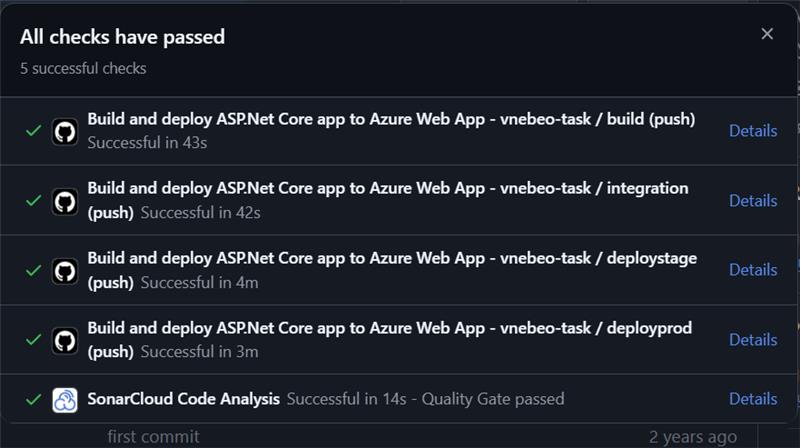 All checks have passed
5 successful checks
Build and deploy ASP.Net Core app to Azure Web App - vnebeo-task / build (push)
Successful in 43s
Details
Build and deploy ASP.Net Core app to Azure Web App - vnebeo-task / integration
(push) Successful in 42s
Details
Build and deploy ASP.Net Core app to Azure Web App - vnebeo-task / deploystage
(push) Successful in 4m
Details
Build and deploy ASP.Net Core app to Azure Web App - vnebeo-task / deployprod
(push) Successful in 3m
Details
SonarCloud Code Analysis Successful in 14s - Quality Gate passed
Details
first commit
2 years ago